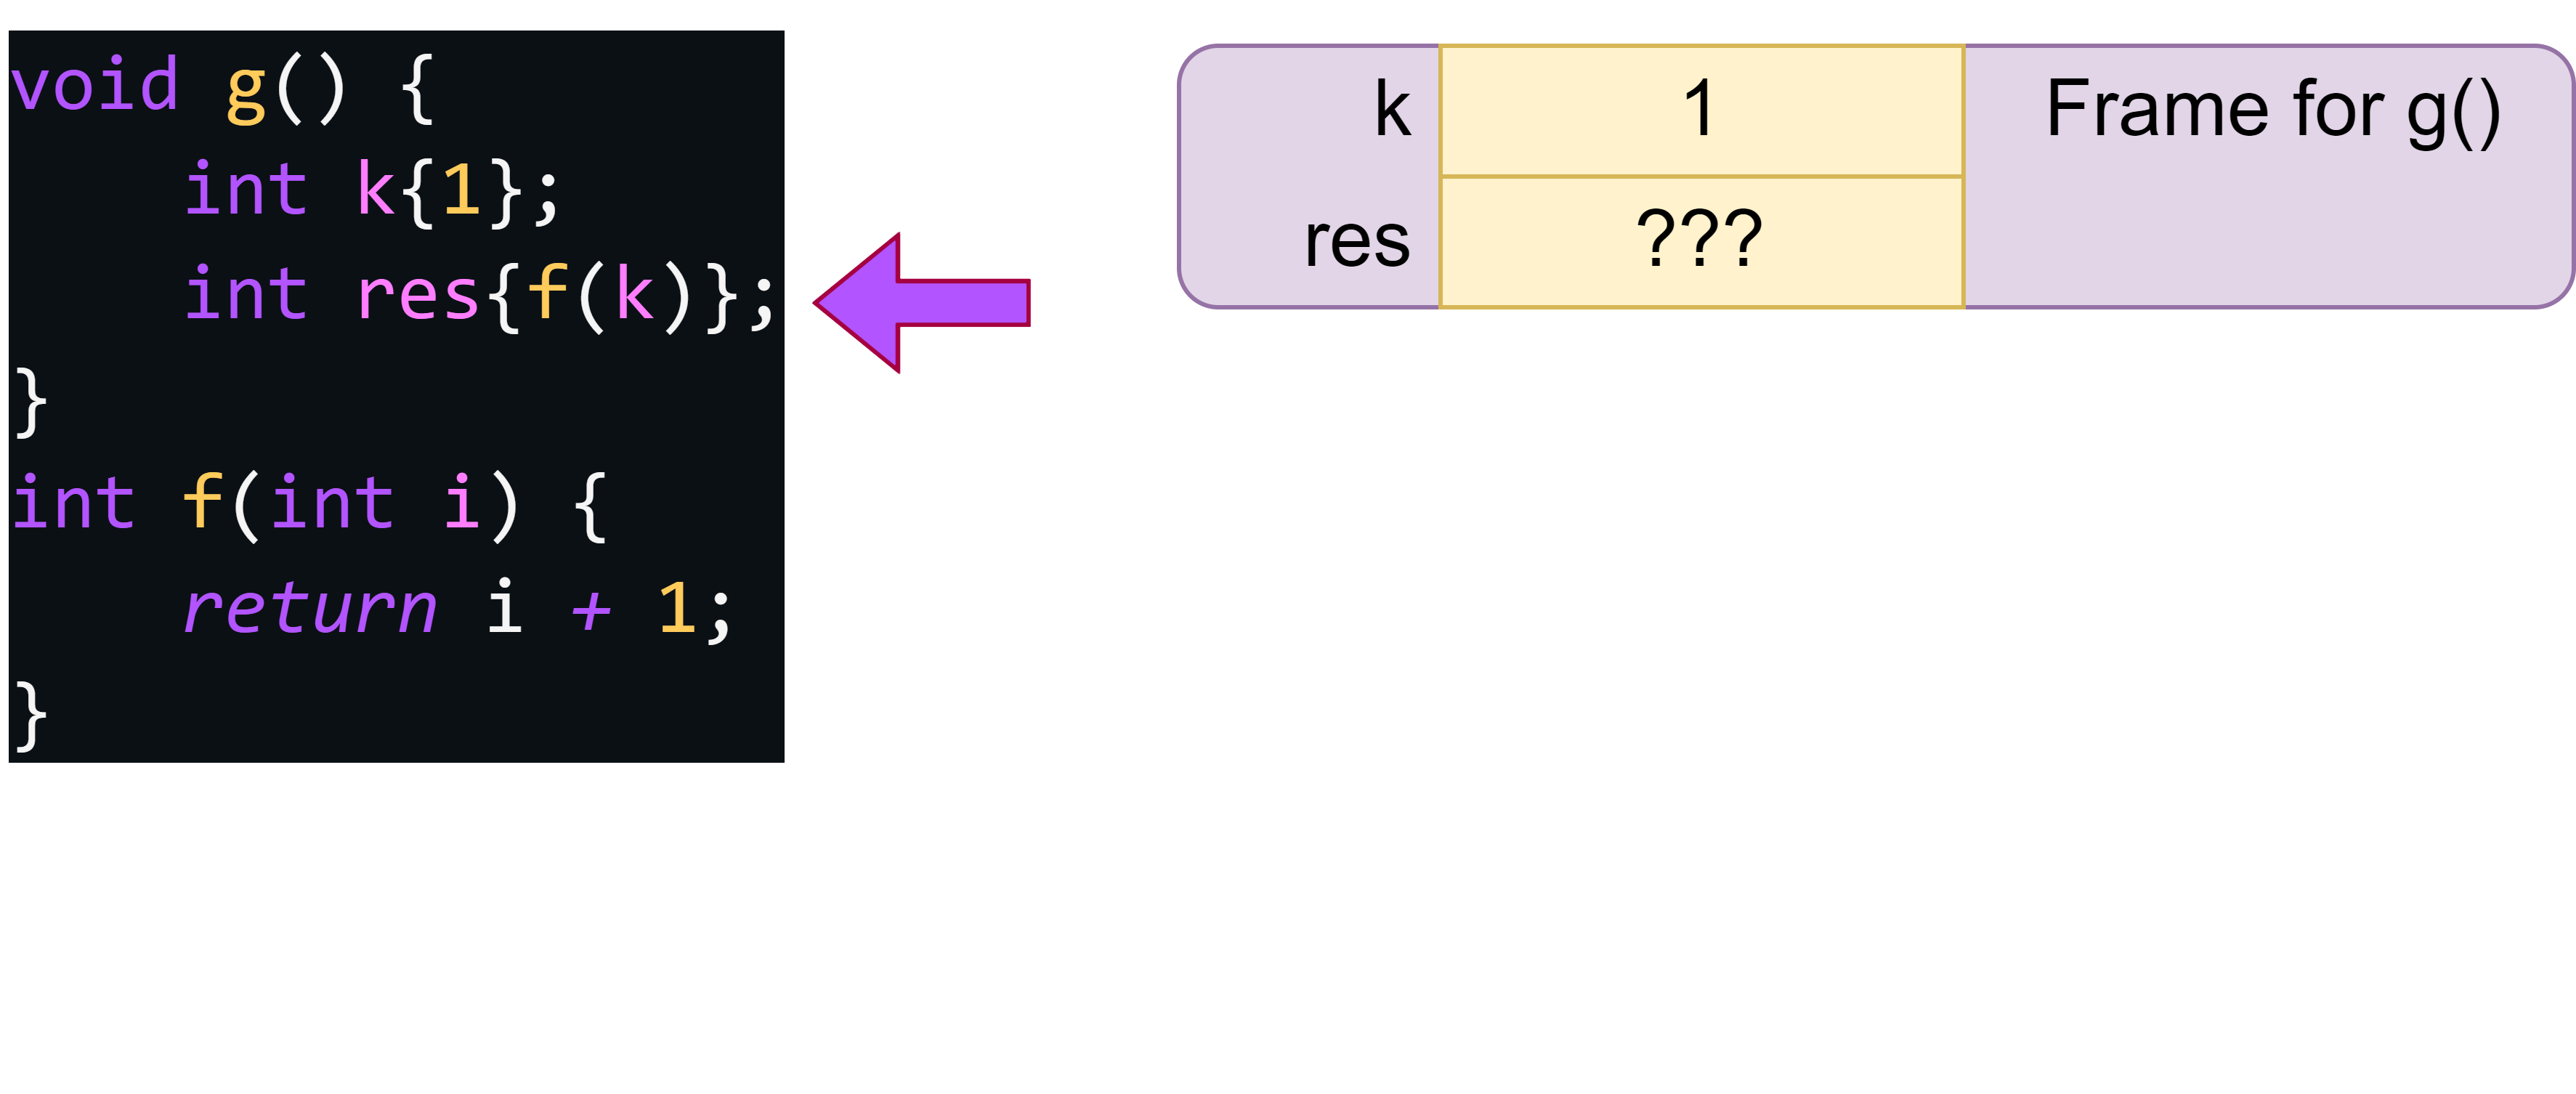 void g() {
    int k{1};
    int res{f(k)};
}
int f(int i) {
    return i + 1;
}
k 1 Frame for g()
res ???